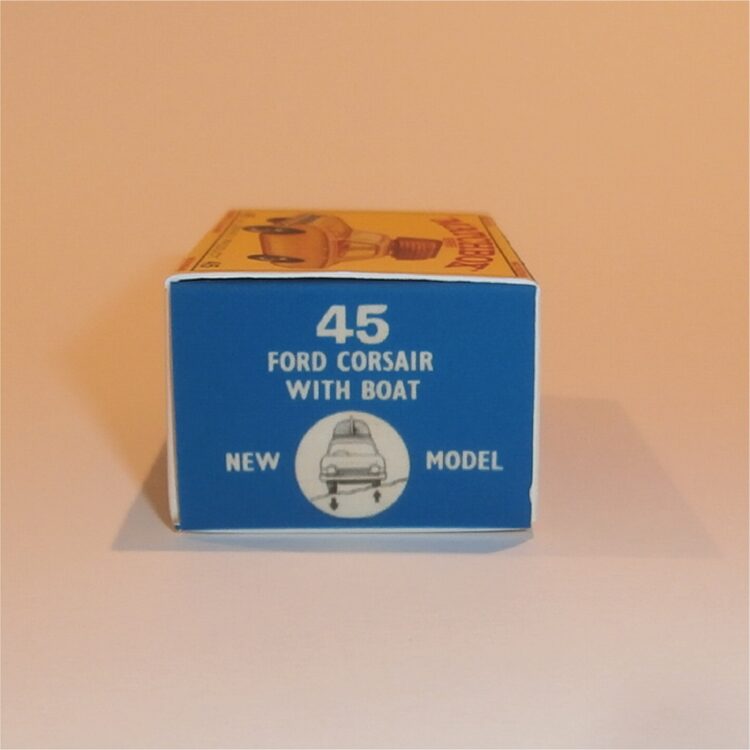 45
FORD CORSAIR
WITH BOAT
NEW MODEL